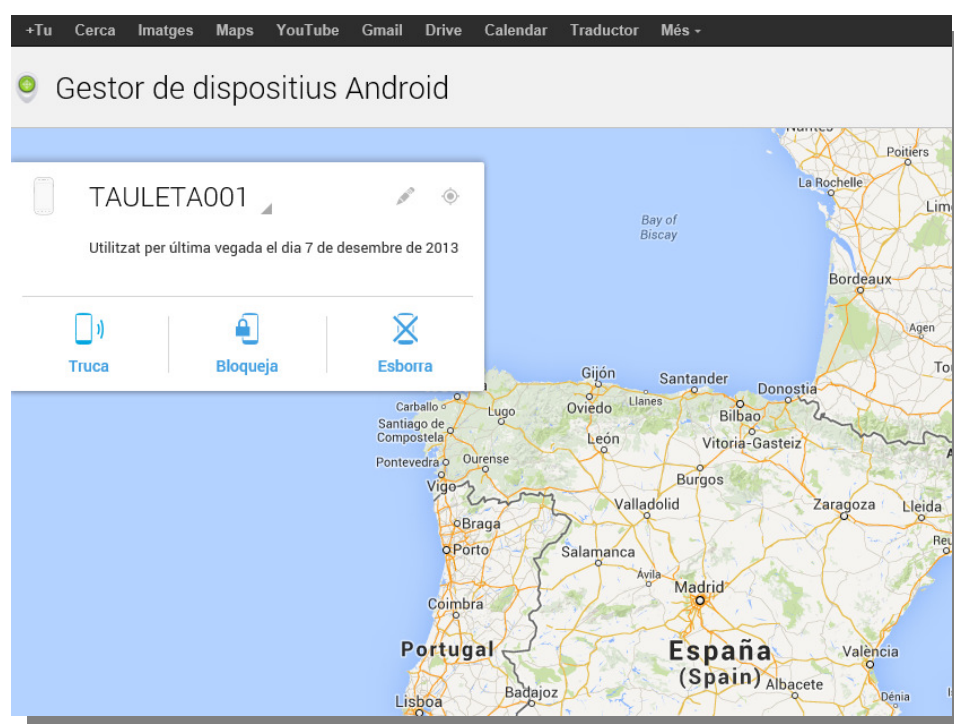 +Tu Cerca Imatges Maps YouTube Gmail Drive Calendar Traductor Més
Gestor de dispositius Android
TAULETA001
Utilitzat per última vegada el dia 7 de desembre de 2013
Truca Bloqueja Esborra
Poitiers
La Rochelle
Bay of
Biscay
Bordeaux
Agen
Gijón
Santander
Donostia
Carballo
Lugo
Oviedo
Llanes
Bilbao
Santiago de
Compostela
León
Vitoria-Gasteiz
Pontevedra
Ourense
Burgos
Vigo
Valladolid
Zaragoza
Lleida
Braga
Porto
Salamanca
Ávila
Madrid
Coimbra
Portugal
España
(Spain)
València
Albacete
Lisboa
Badajoz
Dénia